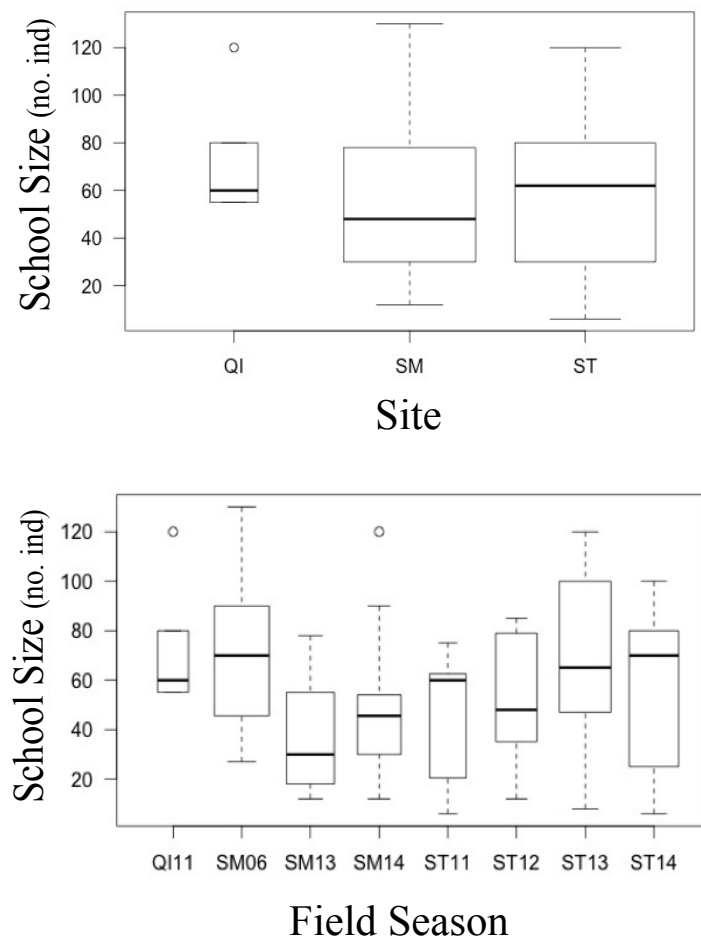 School Size (no. ind)
120
100
80
60
40
20
QI SM ST
Site
School Size (no. ind)
120
100
80
60
40
20
QI11 SM06 SM13 SM14 ST11 ST12 ST13 ST14
Field Season